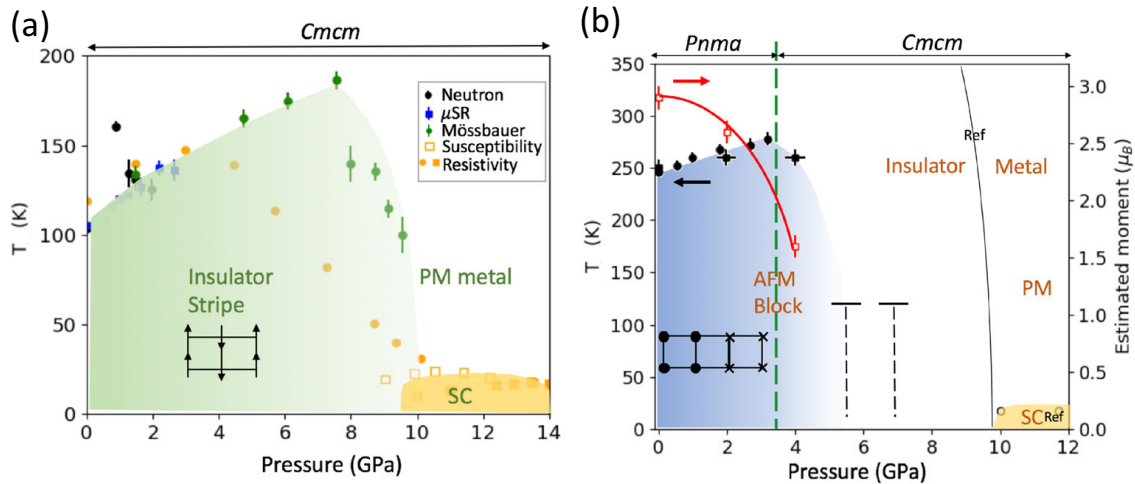 (a)
Cmcm
200
150
100
50
0
T (K)
Neutron
μSR
Mössbauer
Susceptibility
Resistivity
Insulator
Stripe
PM metal
SC
0 2 4 6 8 10 12 14
Pressure (GPa)
(b)
Pnma Cmcm
350
300
250
200
150
100
50
0
T (K)
Ref
Insulator Metal
AFM
Block
PM
SC Ref
3.0
2.5
2.0
1.5
1.0
0.5
0.0
Estimated moment (μB)
0 2 4 6 8 10 12
Pressure (GPa)